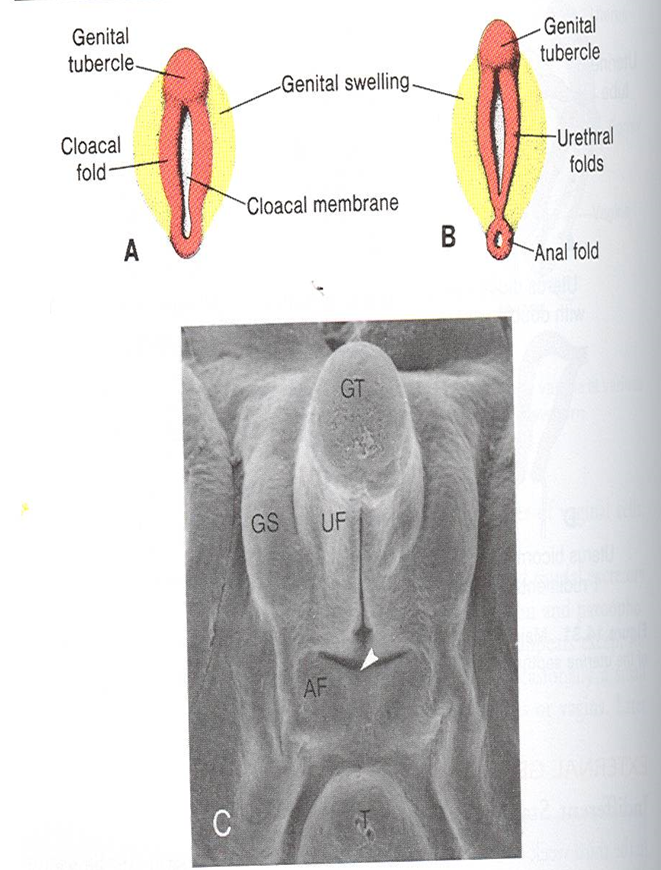 Genital
tubercle
Genital swelling
Cloacal
fold
Cloacal membrane
A
Genital
tubercle
Urethral
folds
Anal fold
B
GT
GS
UF
AF
T
C